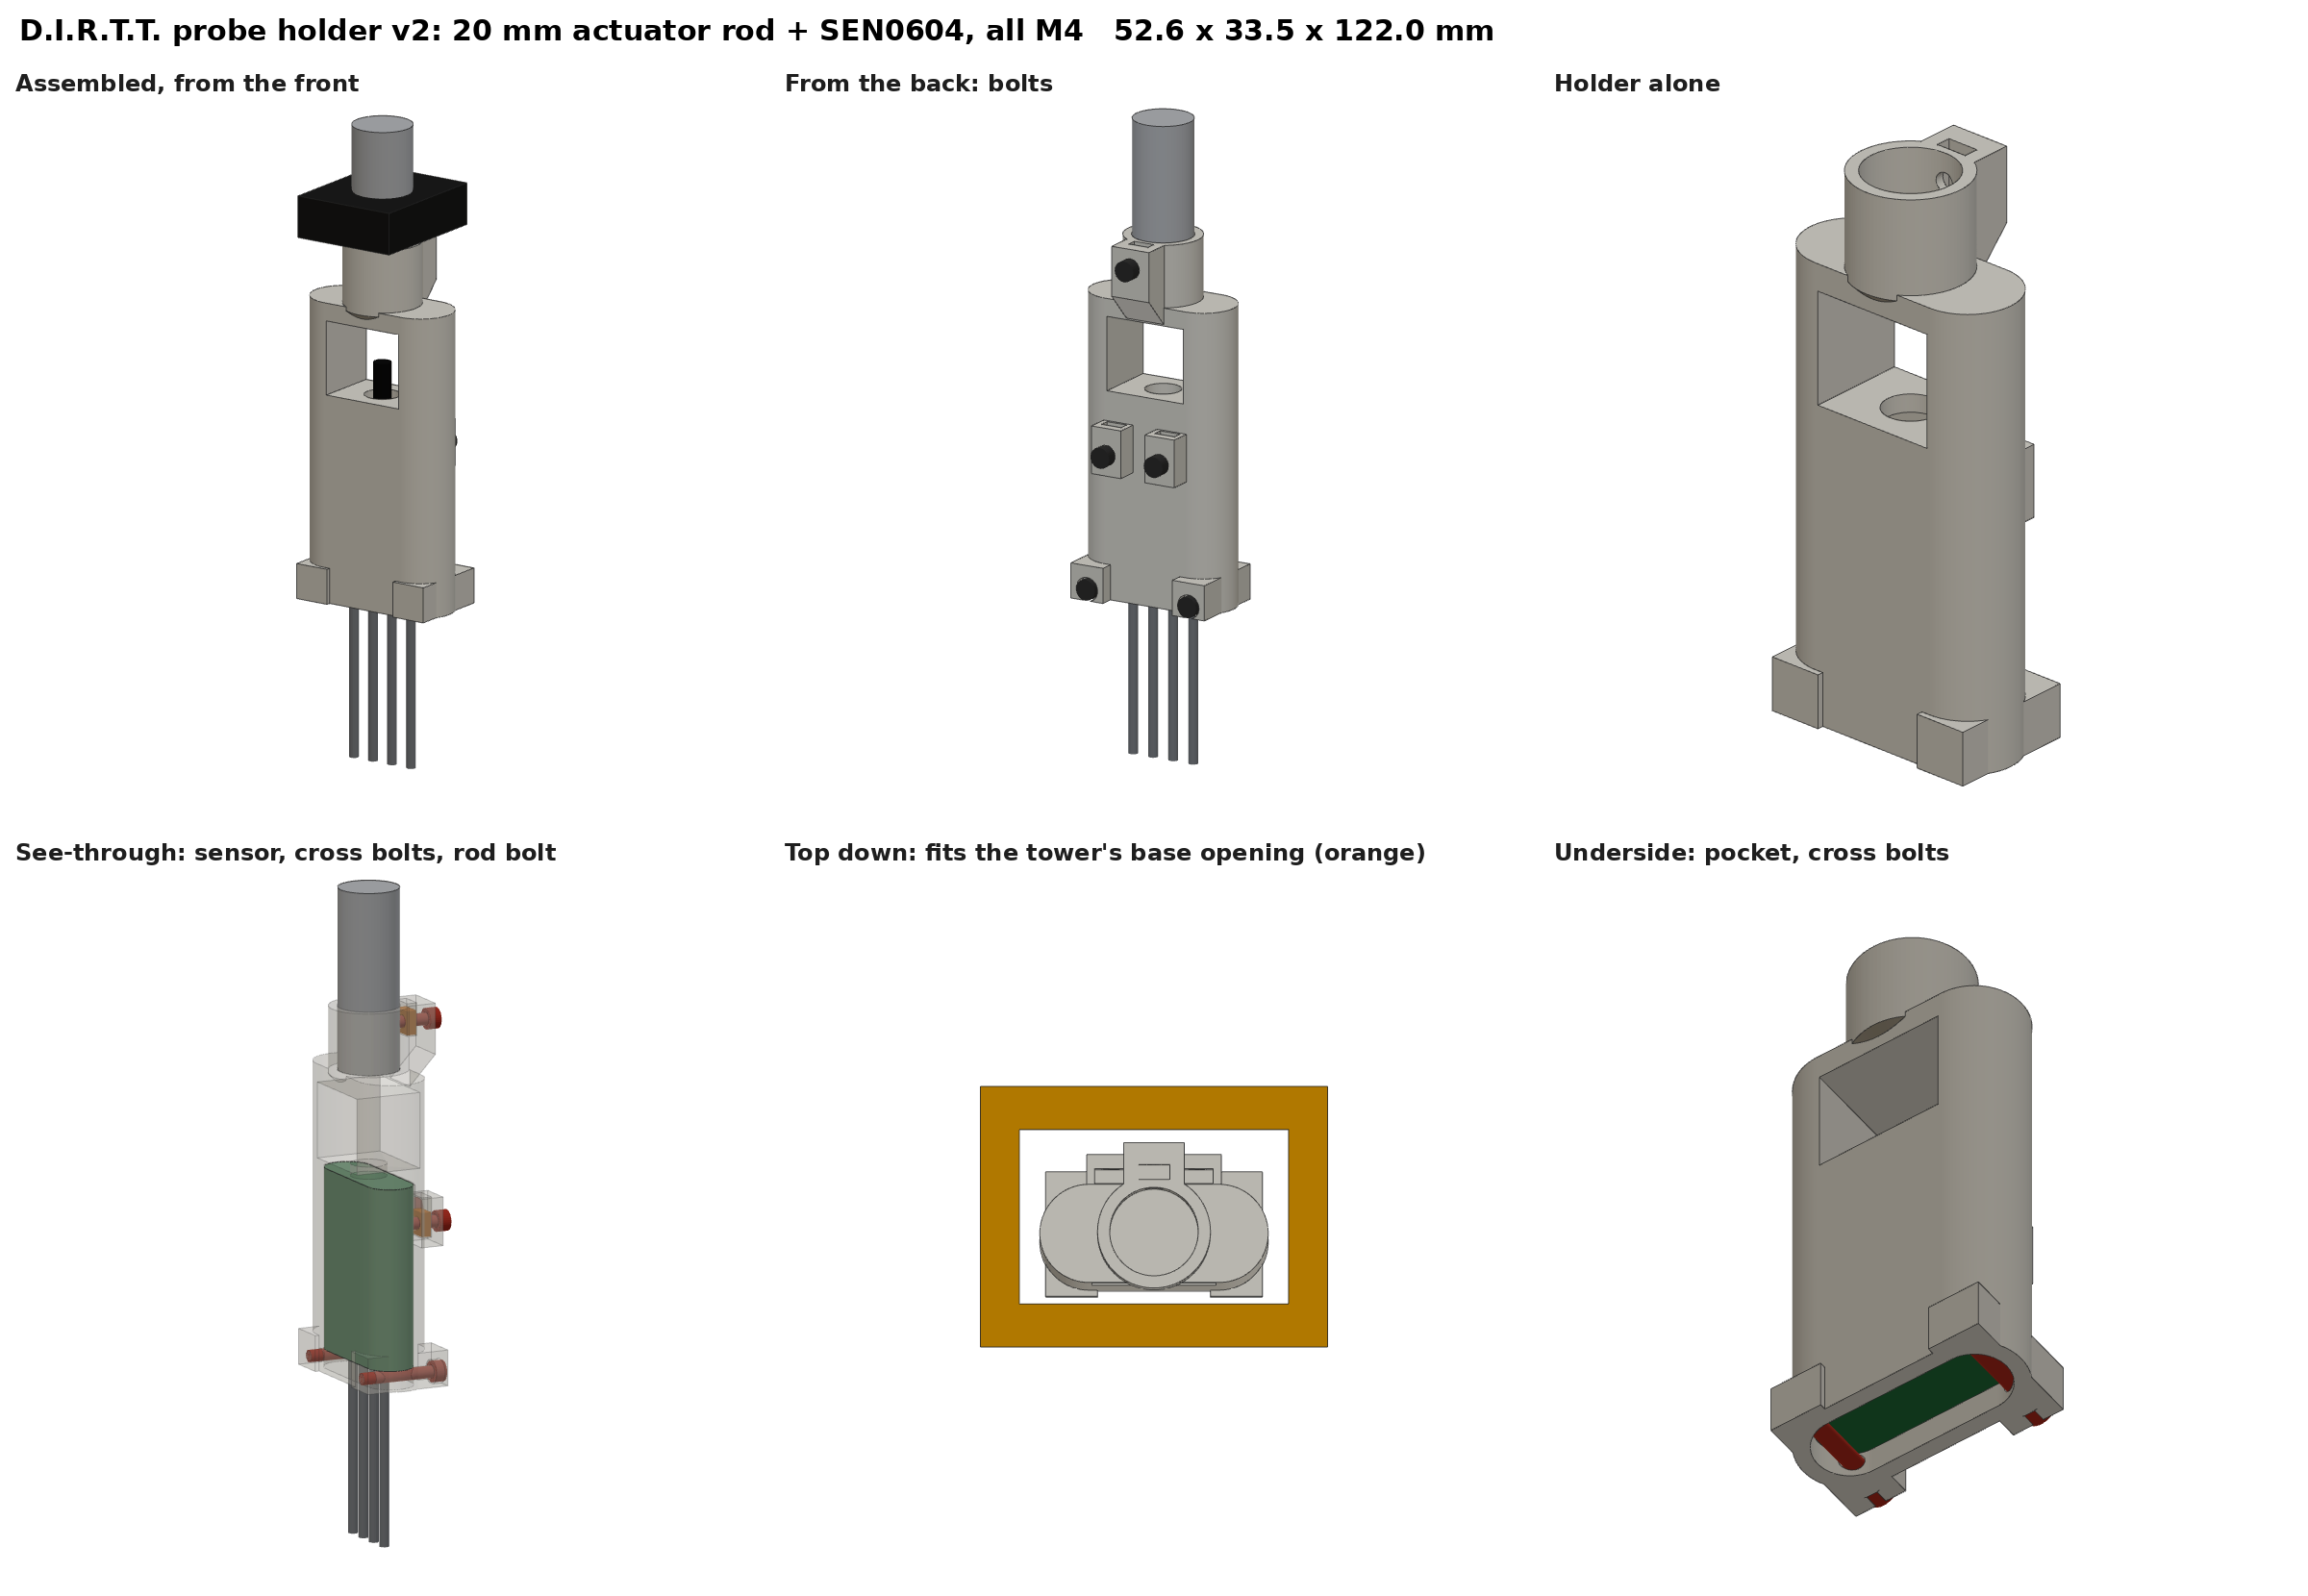 D.I.R.T.T. probe holder v2: 20 mm actuator rod + SEN0604, all M4   52.6 x 33.5 x 122.0 mm
Assembled, from the front
From the back: bolts
Holder alone
See-through: sensor, cross bolts, rod bolt
Top down: fits the tower's base opening (orange)
Underside: pocket, cross bolts